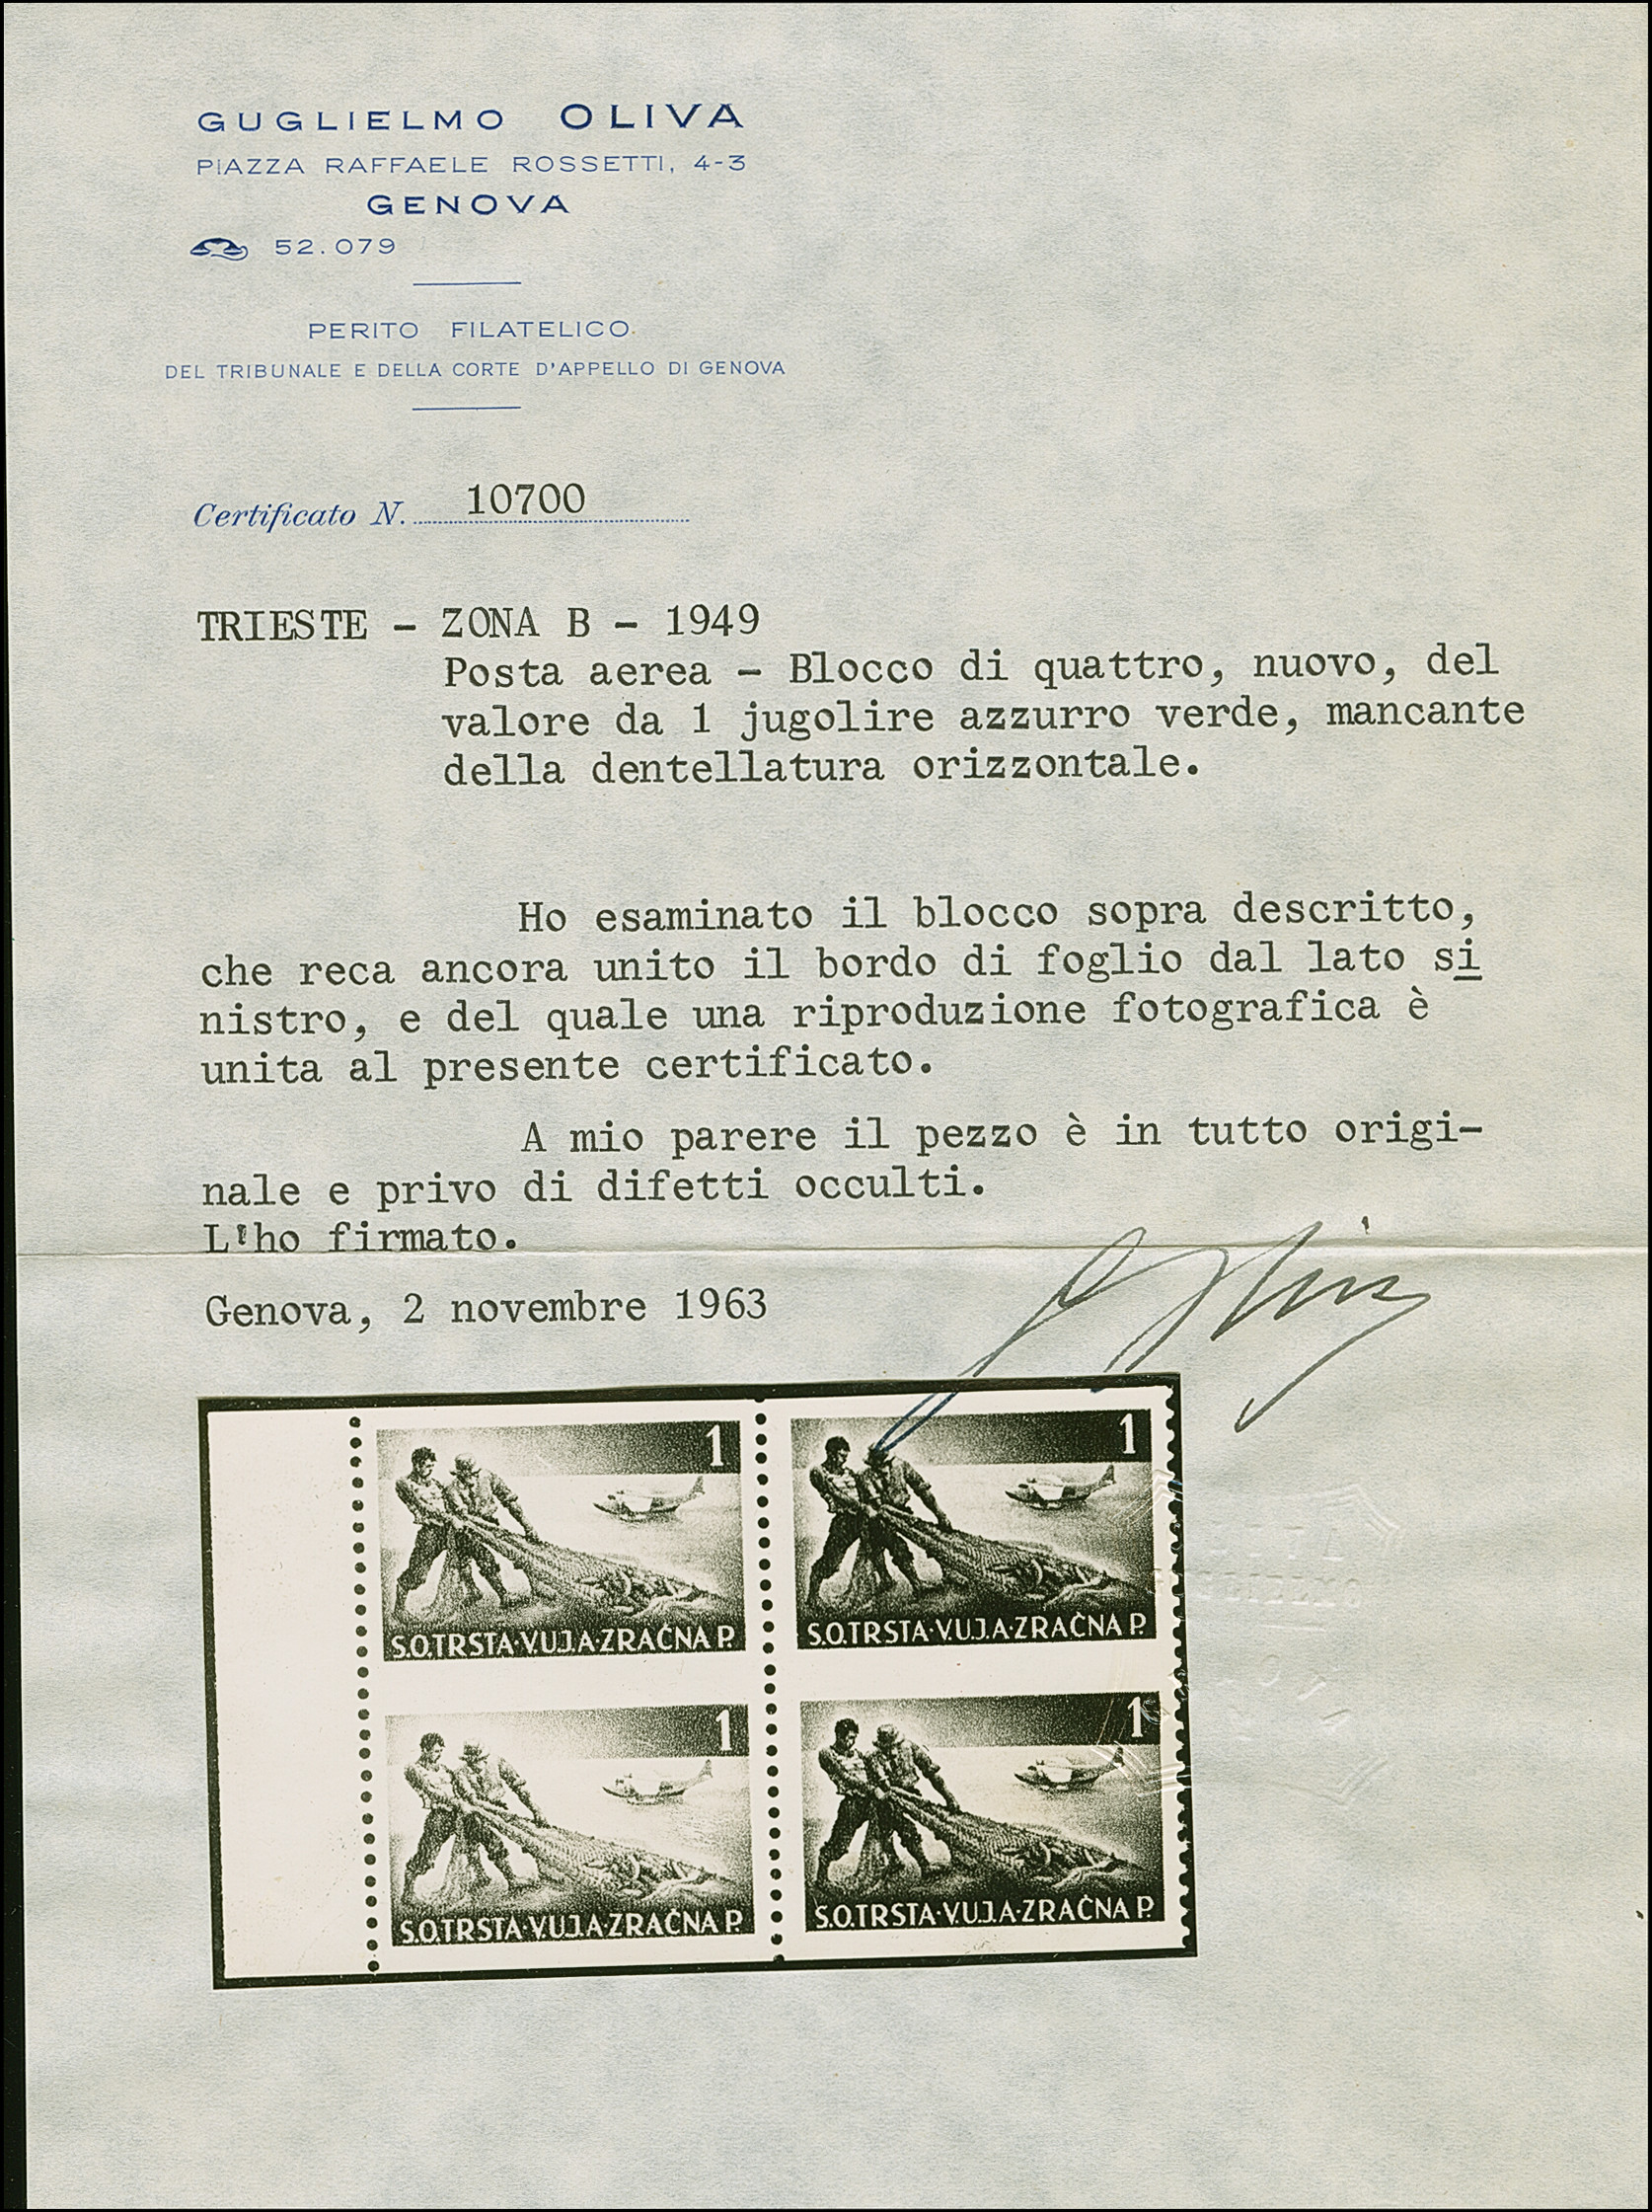 GUGLIELMO OLIVA
PIAZZA RAFFAELE ROSSETTI, 4-3
GENOVA
52.079
PERITO FILATELICO
DEL TRIBUNALE E DELLA CORTE D'APPELLO DI GENOVA
Certificato N. 10700
TRIESTE - ZONA B - 1949
Posta aerea - Blocco di quattro, nuovo, del
valore da 1 jugolire azzurro verde, mancante
della dentellatura orizzontale.
Ho esaminato il blocco sopra descritto,
che reca ancora unito il bordo di foglio dal lato si
nistro, e del quale una riproduzione fotografica è
unita al presente certificato.
A mio parere il pezzo è in tutto origi-
nale e privo di difetti occulti.
L'ho firmato.
Genova, 2 novembre 1963
1
1
S.O.TRSTA·V.U.J.A·ZRAČNA P.
S.O.TRSTA·V.U.J.A·ZRAČNA P.
1
1
S.O.TRSTA·V.U.J.A·ZRAČNA P.
S.O.TRSTA·V.U.J.A·ZRAČNA P.